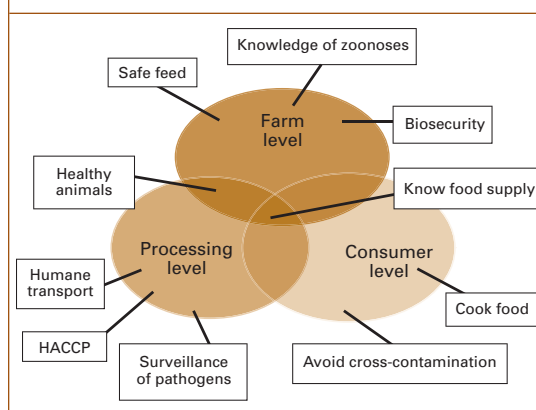 Knowledge of zoonoses
Safe feed
Farm
level
Biosecurity
Healthy
animals
Know food supply
Processing
level
Consumer
level
Humane
transport
Cook food
HACCP
Surveillance
of pathogens
Avoid cross-contamination